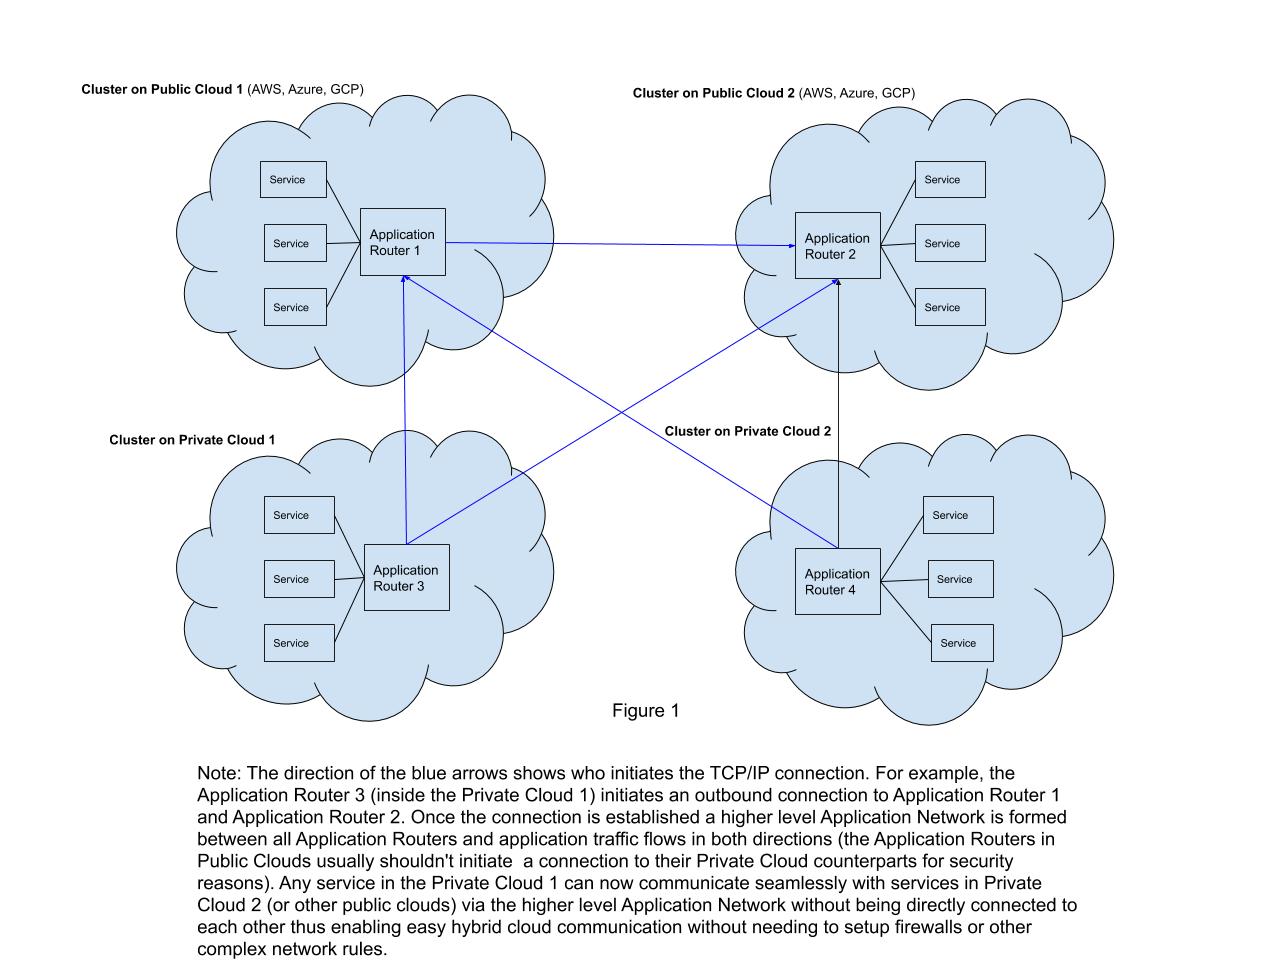 Cluster on Public Cloud 1 (AWS, Azure, GCP)
Cluster on Public Cloud 2 (AWS, Azure, GCP)
Service
Service
Service
Application
Router 1
Application
Router 2
Service
Service
Service
Cluster on Private Cloud 1
Cluster on Private Cloud 2
Service
Service
Service
Application
Router 3
Application
Router 4
Service
Service
Service
Figure 1
Note: The direction of the blue arrows shows who initiates the TCP/IP connection. For example, the
Application Router 3 (inside the Private Cloud 1) initiates an outbound connection to Application Router 1
and Application Router 2. Once the connection is established a higher level Application Network is formed
between all Application Routers and application traffic flows in both directions (the Application Routers in
Public Clouds usually shouldn't initiate  a connection to their Private Cloud counterparts for security
reasons). Any service in the Private Cloud 1 can now communicate seamlessly with services in Private
Cloud 2 (or other public clouds) via the higher level Application Network without being directly connected to
each other thus enabling easy hybrid cloud communication without needing to setup firewalls or other
complex network rules.